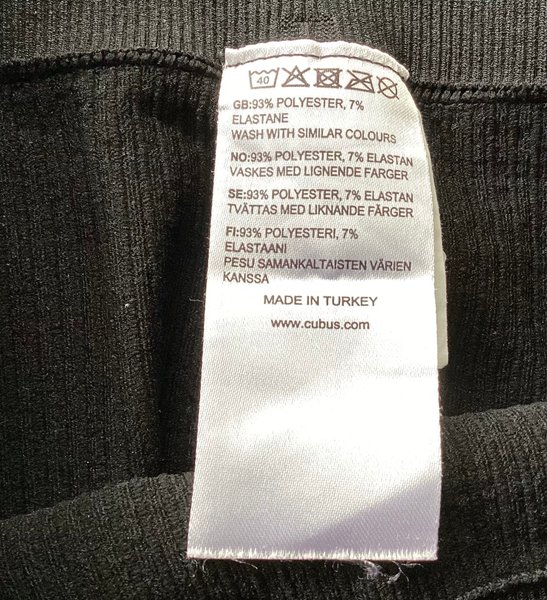 40
GB:93% POLYESTER, 7%
ELASTANE
WASH WITH SIMILAR COLOURS
NO:93% POLYESTER, 7% ELASTAN
VASKES MED LIGNENDE FARGER
SE:93% POLYESTER, 7% ELASTAN
TVÄTTAS MED LIKNANDE FÄRGER
FI:93% POLYESTERI, 7%
ELASTAANI
PESU SAMANKALTAISTEN VÄRIEN
KANSSA
MADE IN TURKEY
www.cubus.com